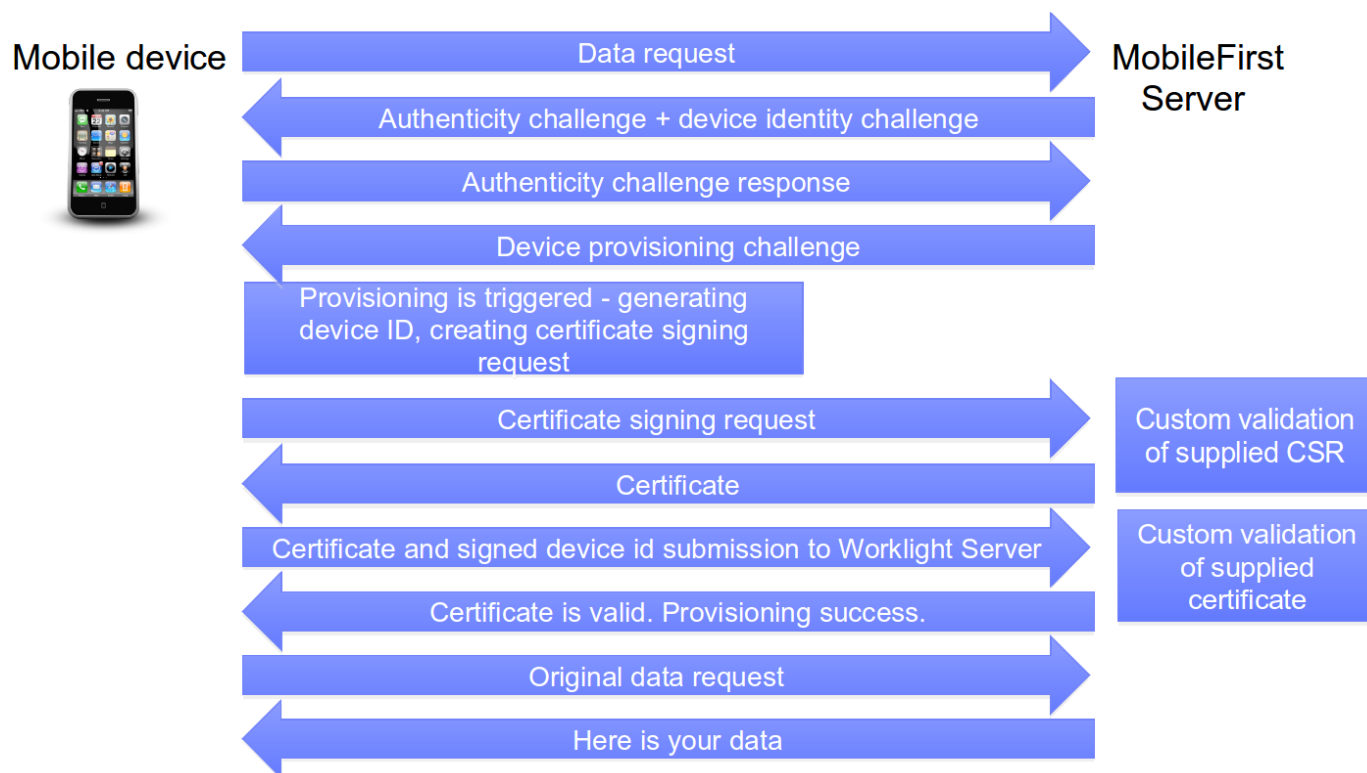 Mobile device
Data request
MobileFirst
Server
Authenticity challenge + device identity challenge
Authenticity challenge response
Device provisioning challenge
Provisioning is triggered - generating
device ID, creating certificate signing
request
Certificate signing request
Custom validation
of supplied CSR
Certificate
Certificate and signed device id submission to Worklight Server
Custom validation
of supplied
certificate
Certificate is valid. Provisioning success.
Original data request
Here is your data